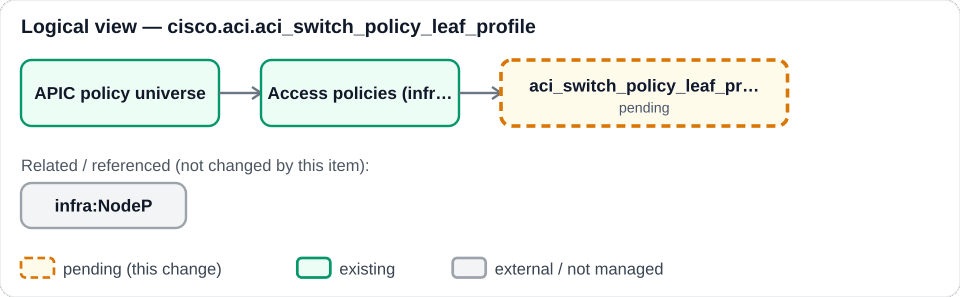 Logical view — cisco.aci.aci_switch_policy_leaf_profile
APIC policy universe
Access policies (infr…
aci_switch_policy_leaf_pr…
pending
Related / referenced (not changed by this item):
infra:NodeP
pending (this change)
existing
external / not managed